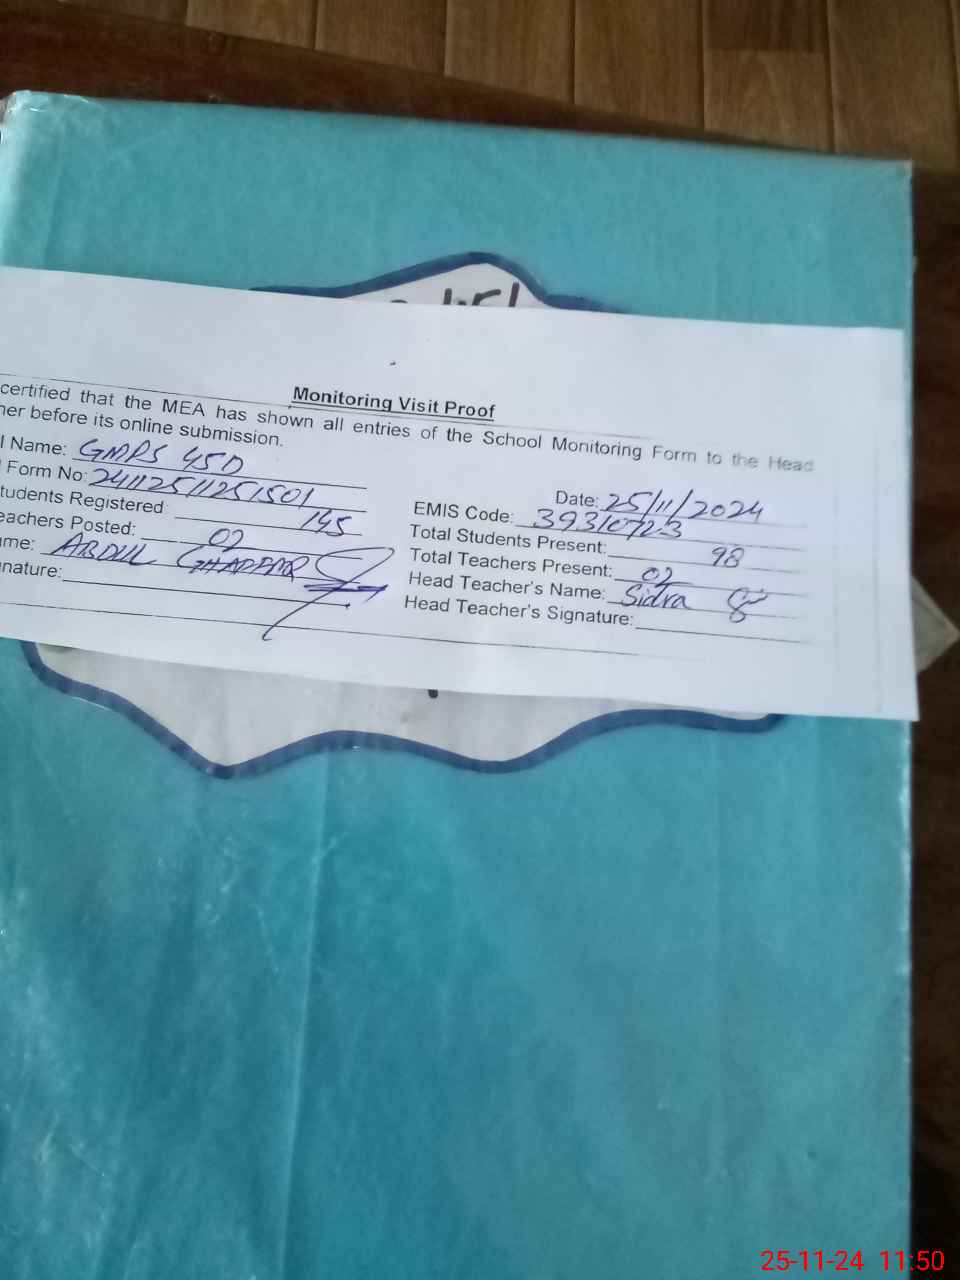 Monitoring Visit Proof
certified that the MEA has shown all entries of the School Monitoring Form to the Head
her before its online submission.
Date: 25/11/2024
l Name: GMPS 45D
EMIS Code: 39310723
Form No: 24112511251501
Total Students Present: 98
tudents Registered 145
Total Teachers Present: 02
eachers Posted: 02
Head Teacher's Name: Sidra
me: ABDUL GHAFFAR
Head Teacher's Signature:
nature:
25-11-24 11:50